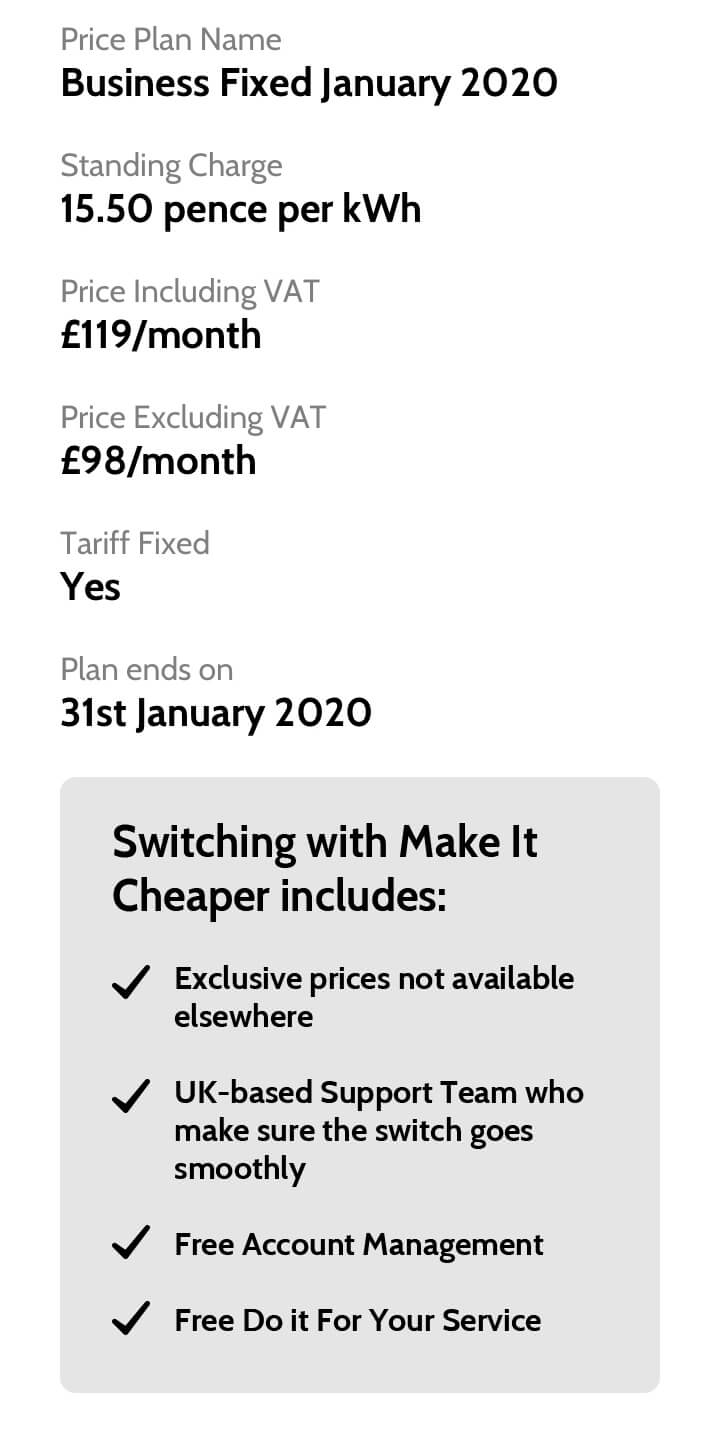 Price Plan Name
Business Fixed January 2020
Standing Charge
15.50 pence per kWh
Price Including VAT
£119/month
Price Excluding VAT
£98/month
Tariff Fixed
Yes
Plan ends on
31st January 2020
Switching with Make It
Cheaper includes:
Exclusive prices not available
elsewhere
UK-based Support Team who
make sure the switch goes
smoothly
Free Account Management
Free Do it For Your Service